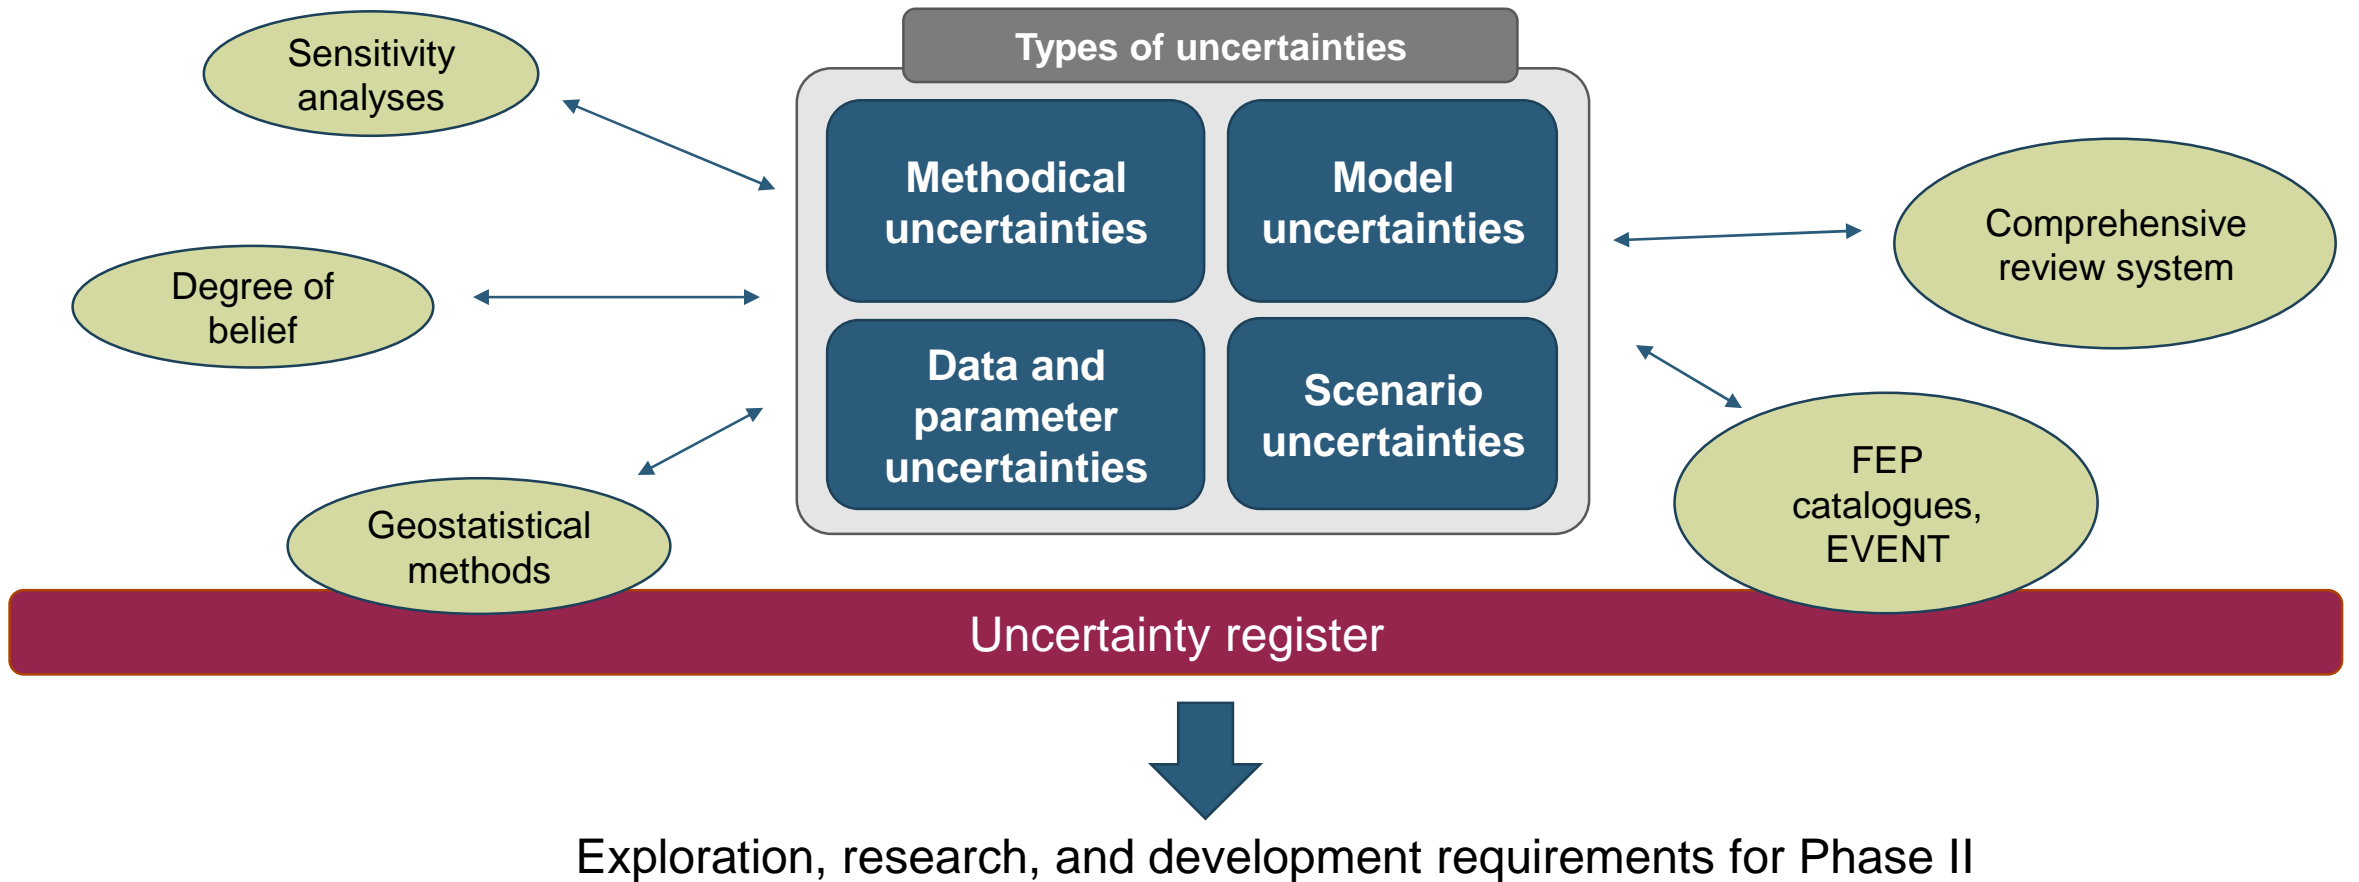 Types of uncertainties
Sensitivity
analyses
Degree of
belief
Geostatistical
methods
Methodical
uncertainties
Model
uncertainties
Data and
parameter
uncertainties
Scenario
uncertainties
Comprehensive
review system
FEP
catalogues,
EVENT
Uncertainty register
Exploration, research, and development requirements for Phase II